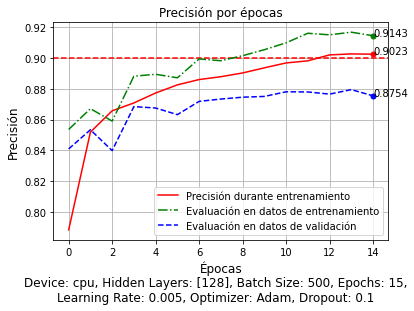 Precisión por épocas
Precisión
0.90
0.88
0.86
0.84
0.82
0.80
0.92
0.9143
0.9023
0.8754
Precisión durante entrenamiento
Evaluación en datos de entrenamiento
Evaluación en datos de validación
0 2 4 6 8 10 12 14
Épocas
Device: cpu, Hidden Layers: [128], Batch Size: 500, Epochs: 15,
Learning Rate: 0.005, Optimizer: Adam, Dropout: 0.1